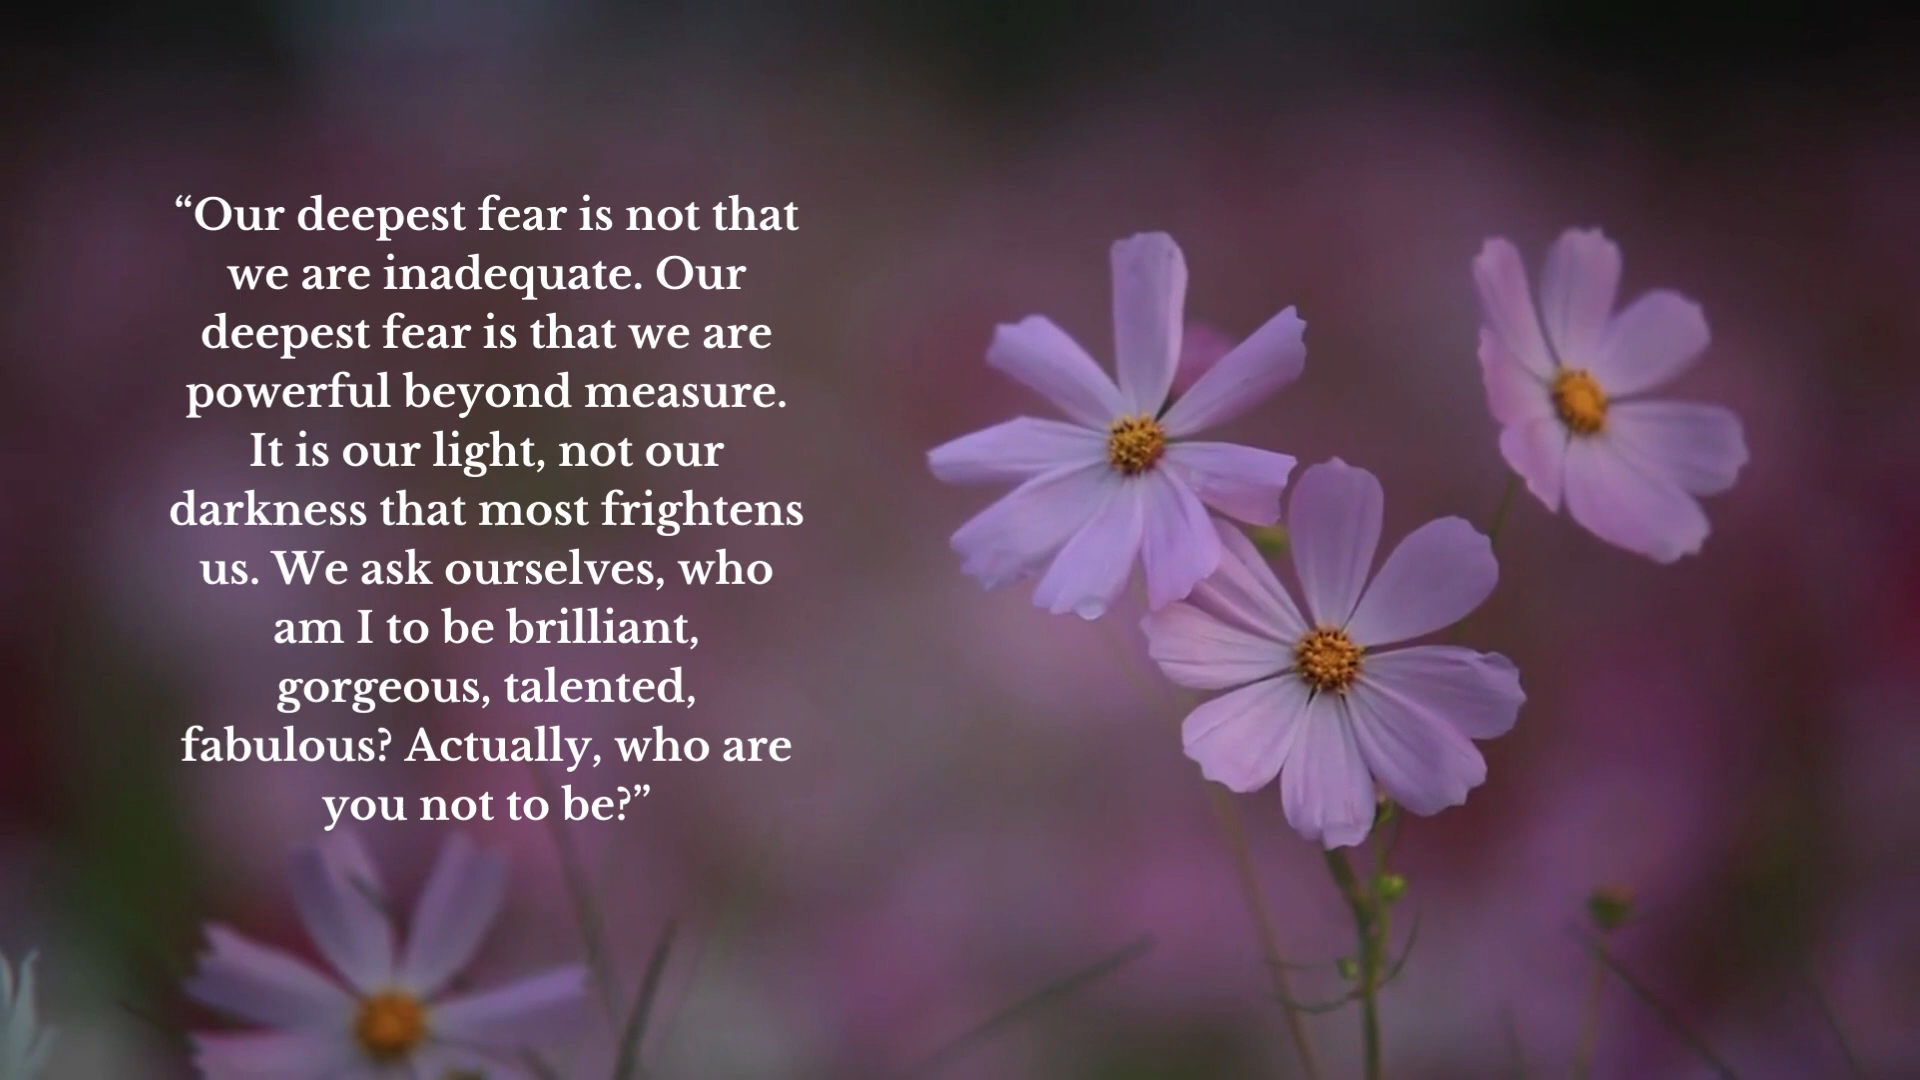 “Our deepest fear is not that
we are inadequate. Our
deepest fear is that we are
powerful beyond measure.
It is our light, not our
darkness that most frightens
us. We ask ourselves, who
am I to be brilliant,
gorgeous, talented,
fabulous? Actually, who are
you not to be?”